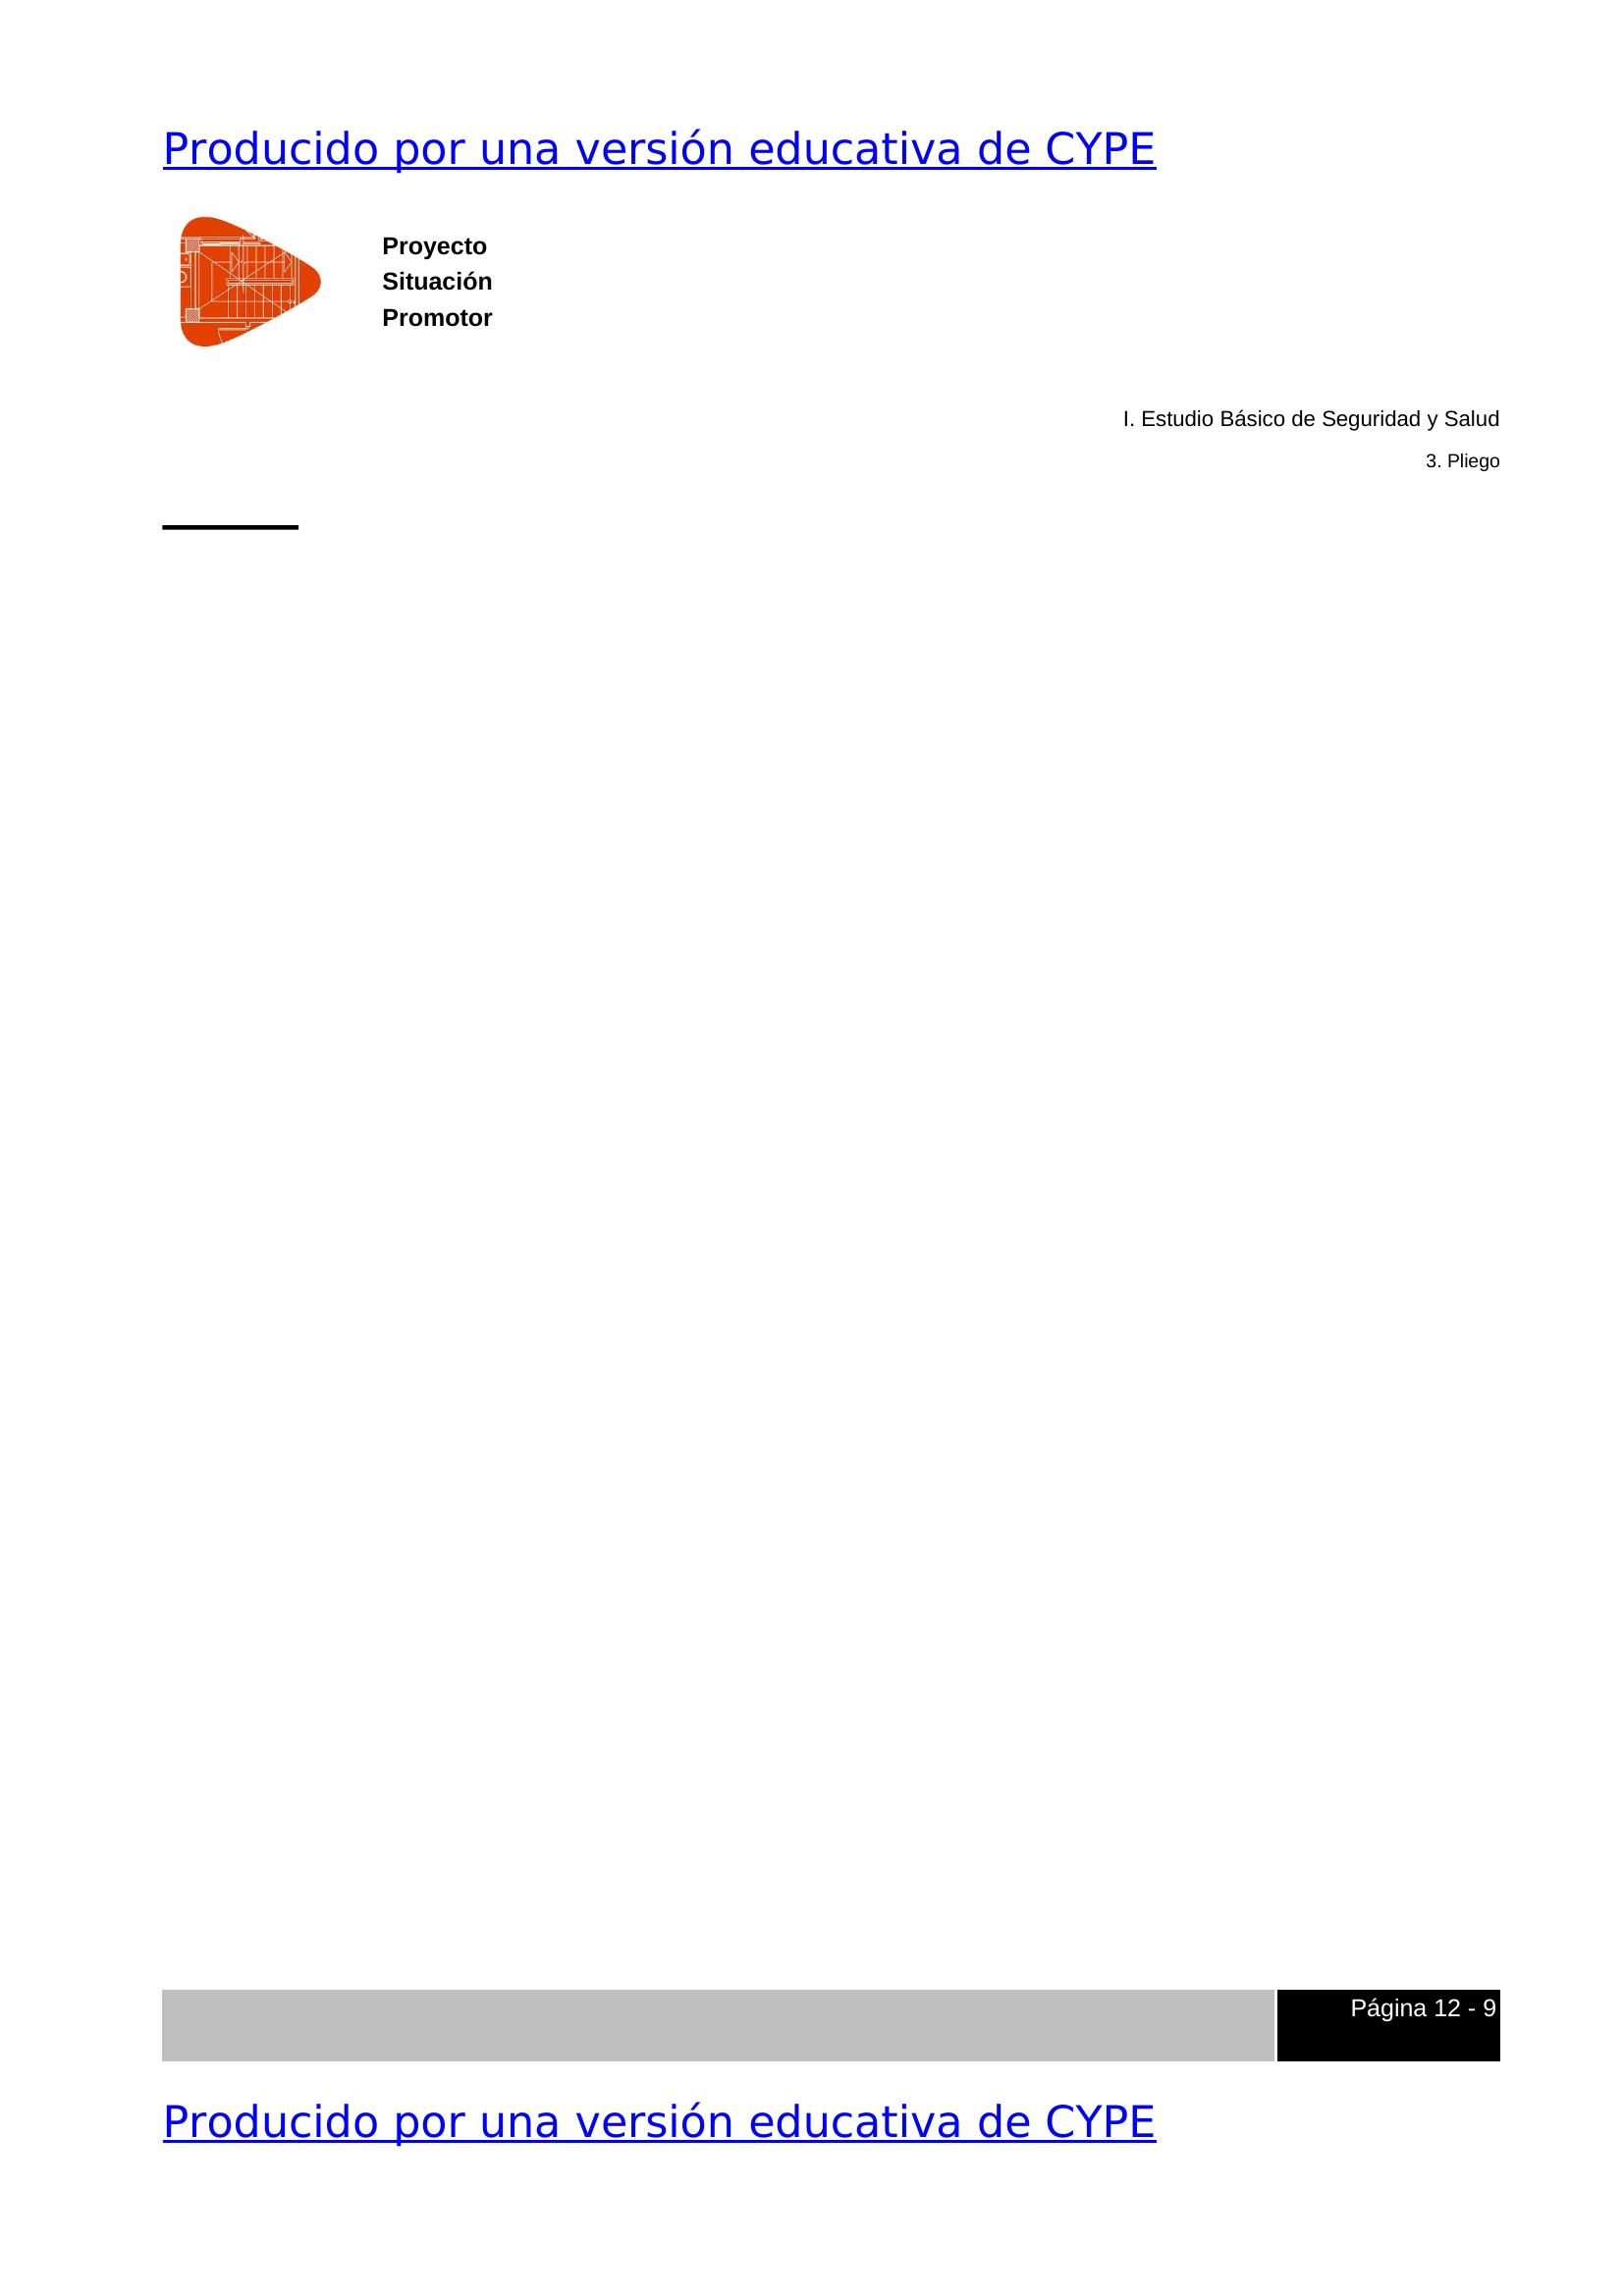 Producido por una versión educativa de CYPE
Proyecto
Situación
Promotor
I. Estudio Básico de Seguridad y Salud
3. Pliego
Página 12 - 9
Producido por una versión educativa de CYPE